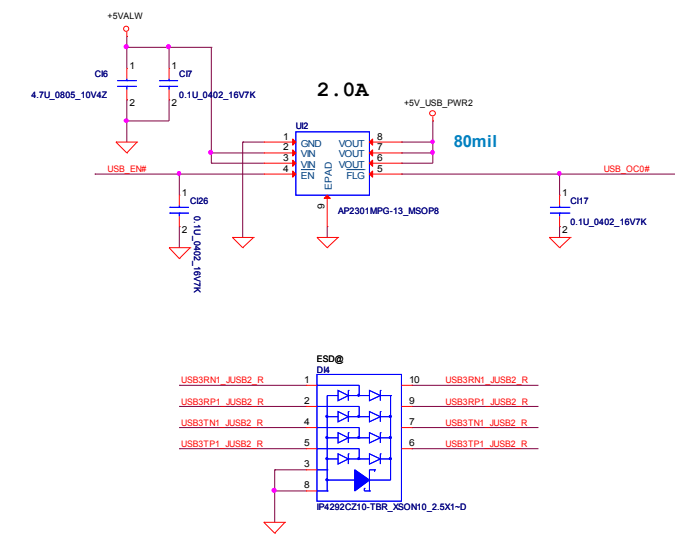 +5VALW
CI6
1
2
4.7U_0805_10V4Z
CI7
1
2
0.1U_0402_16V7K
2.0A
+5V_USB_PWR2
80mil
UI2
1 GND VOUT 8
2 VIN VOUT 7
3 VIN VOUT 6
4 EN FLG 5
EPAD
9
AP2301MPG-13_MSOP8
USB_EN#
USB_OC0#
1
CI26
2
0.1U_0402_16V7K
1
CI17
2
0.1U_0402_16V7K
ESD@
DI4
USB3RN1_JUSB2_R 1 10 USB3RN1_JUSB2_R
USB3RP1_JUSB2_R 2 9 USB3RP1_JUSB2_R
USB3TN1_JUSB2_R 4 7 USB3TN1_JUSB2_R
USB3TP1_JUSB2_R 5 6 USB3TP1_JUSB2_R
3
8
IP4292CZ10-TBR_XSON10_2.5X1~D